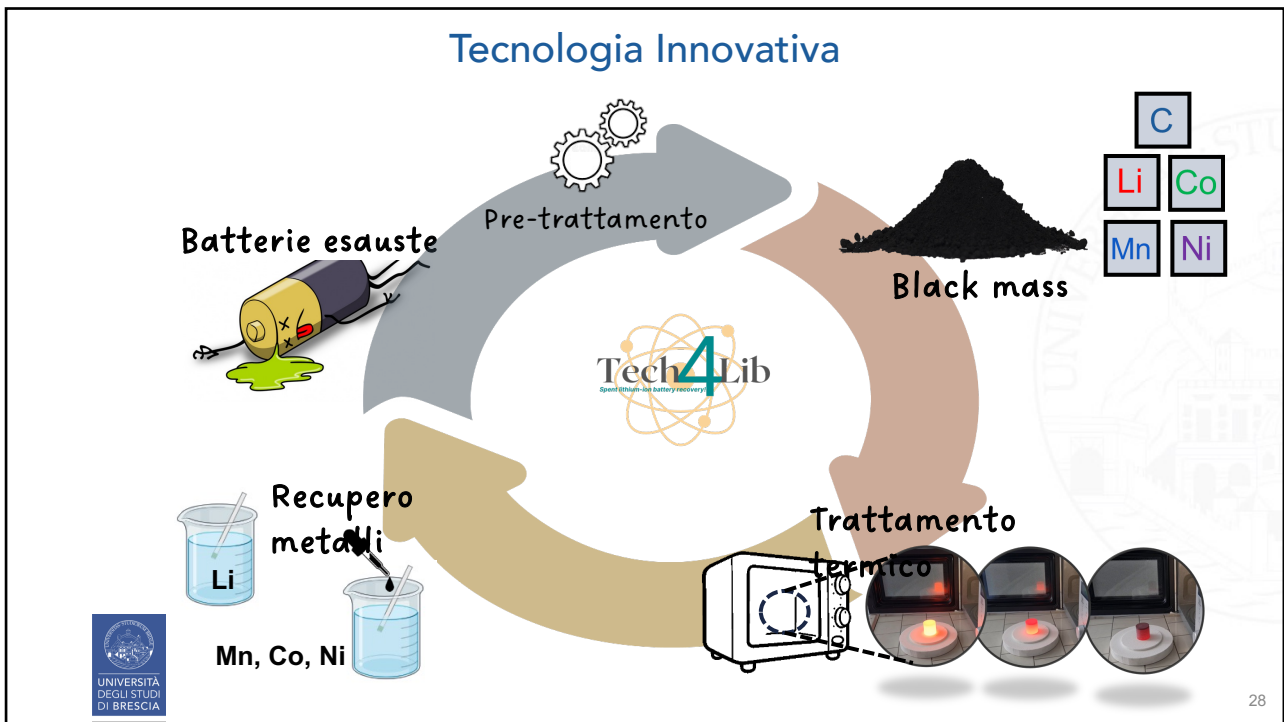 Tecnologia Innovativa
Pre-trattamento
Batterie esauste
C
Li Co
Mn Ni
Black mass
Tech4Lib
Spent lithium-ion battery recovery!
Recupero
metalli
Li
Mn, Co, Ni
Trattamento
termico
UNIVERSITÀ
DEGLI STUDI
DI BRESCIA
28